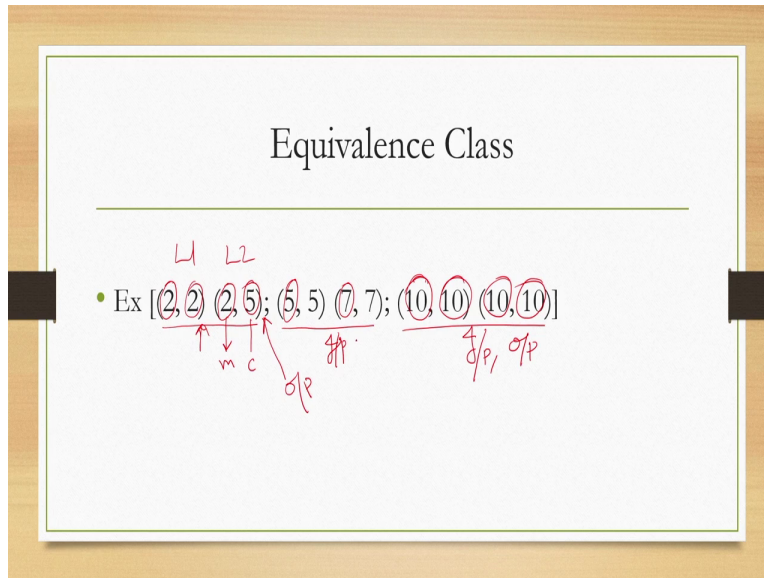 Equivalence Class
L1 L2
• Ex [(2, 2) (2, 5); (5, 5) (7, 7); (10, 10) (10, 10)]
m c I/P. I/P, O/P
O/P